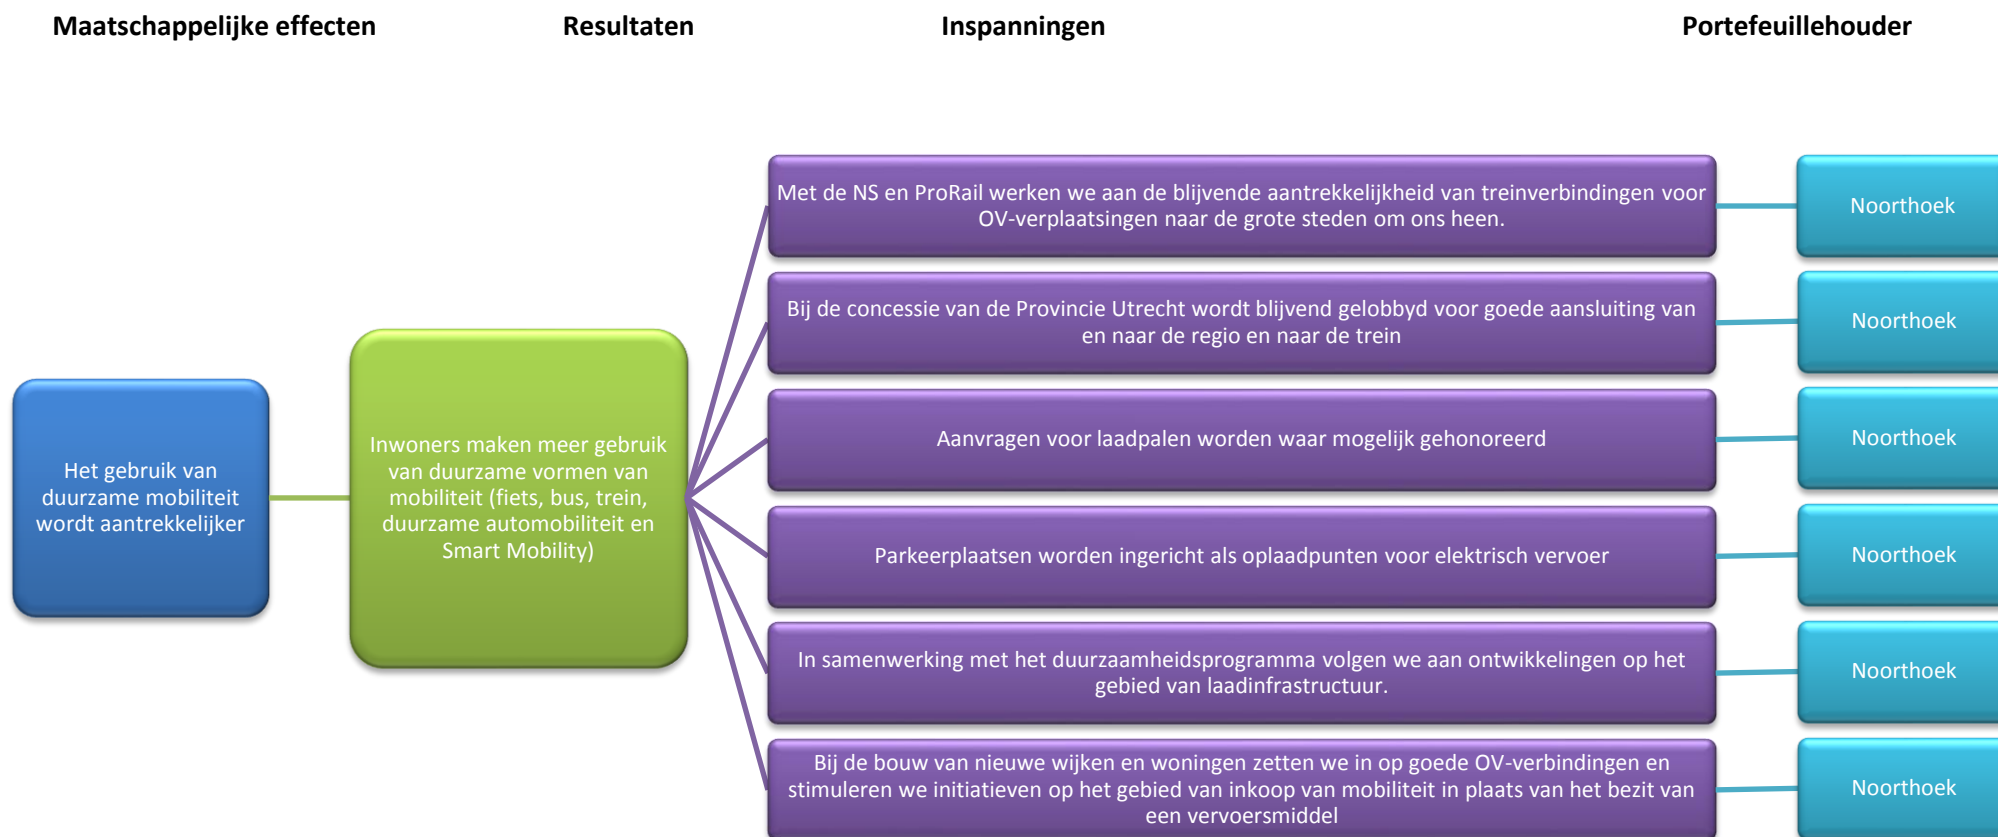 Maatschappelijke effecten
Resultaten
Inspanningen
Portefeuillehouder
Het gebruik van
duurzame mobiliteit
wordt aantrekkelijker
Inwoners maken meer gebruik
van duurzame vormen van
mobiliteit (fiets, bus, trein,
duurzame automobiliteit en
Smart Mobility)
Met de NS en ProRail werken we aan de blijvende aantrekkelijkheid van treinverbindingen voor
OV-verplaatsingen naar de grote steden om ons heen.
Noorthoek
Bij de concessie van de Provincie Utrecht wordt blijvend gelobbyd voor goede aansluiting van
en naar de regio en naar de trein
Noorthoek
Aanvragen voor laadpalen worden waar mogelijk gehonoreerd
Noorthoek
Parkeerplaatsen worden ingericht als oplaadpunten voor elektrisch vervoer
Noorthoek
In samenwerking met het duurzaamheidsprogramma volgen we aan ontwikkelingen op het
gebied van laadinfrastructuur.
Noorthoek
Bij de bouw van nieuwe wijken en woningen zetten we in op goede OV-verbindingen en
stimuleren we initiatieven op het gebied van inkoop van mobiliteit in plaats van het bezit van
een vervoersmiddel
Noorthoek